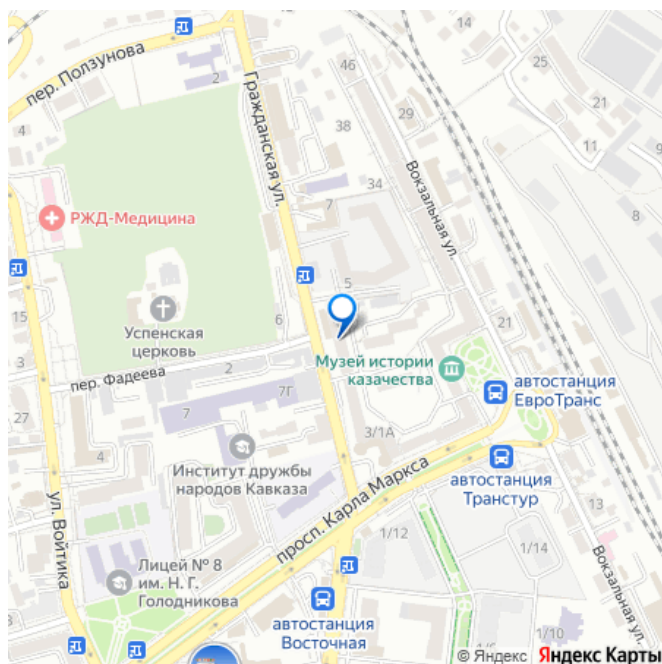 14
46
25
пер. Ползунова
2
Гражданская ул.
29
21
4
38
11
9
Вокзальная ул.
34
РЖД-Медицина
7
8
5
15
Успенская
церковь
6
21
3
Музей истории
казачества
пер. Фадеева
2
автостанция
ЕвроТранс
7Г
27
4
7
3/1А
Институт дружбы
народов Кавказа
просп. Карла Маркса
автостанция
Транстур
ул. Войтика
13
1/12
1/14
Лицей № 8
им. Н. Г.
Голодникова
Вокзальная ул.
автостанция
Восточная
1/10
© Яндекс Яндекс Карты